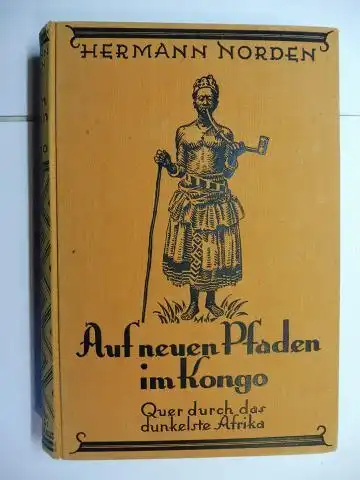 HERMANN NORDEN
Auf neuen Pfaden
im Kongo
Quer durch das
dunkelste Afrika